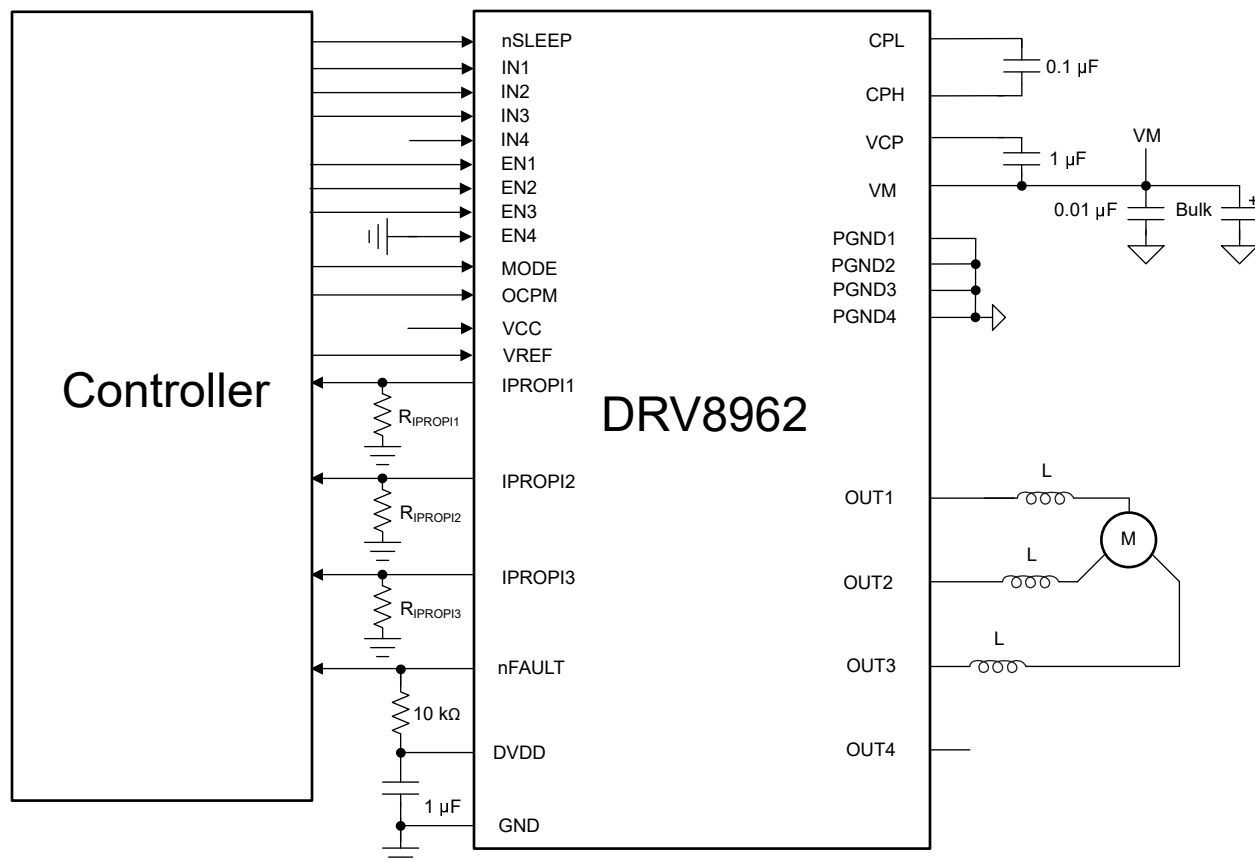 Controller
DRV8962
nSLEEP
IN1
IN2
IN3
IN4
EN1
EN2
EN3
EN4
MODE
OCPM
VCC
VREF
IPROPI1
RIPROPI1
IPROPI2
RIPROPI2
IPROPI3
RIPROPI3
nFAULT
10 kΩ
DVDD
1 µF
GND
CPL
0.1 µF
CPH
VCP
1 µF
VM
VM
0.01 µF
Bulk
+
PGND1
PGND2
PGND3
PGND4
OUT1
L
M
OUT2
L
OUT3
L
OUT4